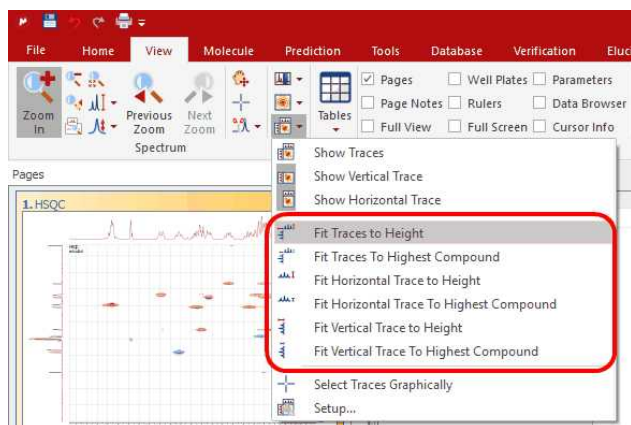 File Home View Molecule Prediction Tools Database Verification Eluc
Zoom In
Previous Zoom
Next Zoom
Spectrum
Tables
Pages Well Plates Parameters
Page Notes Rulers Data Browser
Full View Full Screen Cursor Info
Show Traces
Show Vertical Trace
Show Horizontal Trace
Fit Traces to Height
Fit Traces To Highest Compound
Fit Horizontal Trace to Height
Fit Horizontal Trace To Highest Compound
Fit Vertical Trace to Height
Fit Vertical Trace To Highest Compound
Select Traces Graphically
Setup...
Pages
1. HSQC